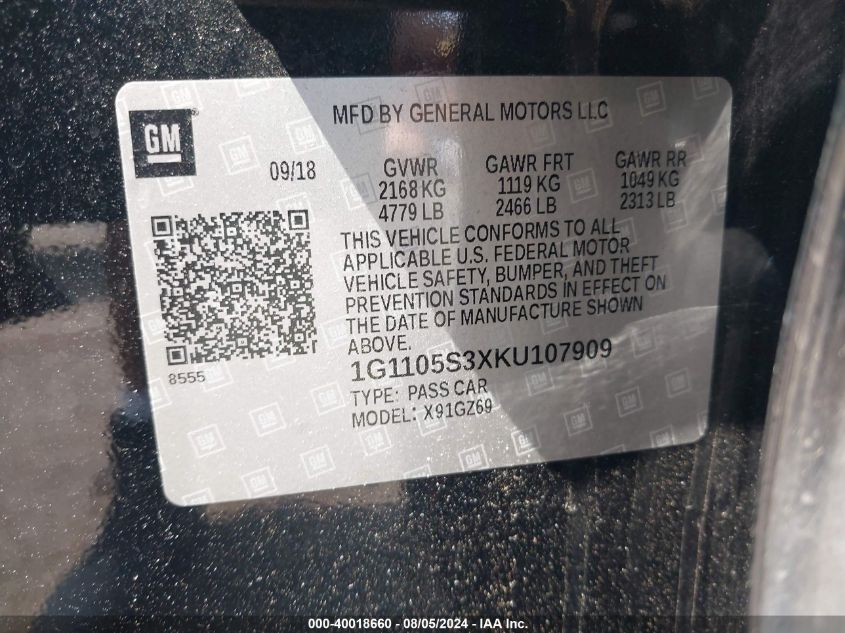 MFD BY GENERAL MOTORS LLC
GM
09/18
GVWR GAWR FRT GAWR RR
2168 KG 1119 KG 1049 KG
4779 LB 2466 LB 2313 LB
THIS VEHICLE CONFORMS TO ALL
APPLICABLE U.S. FEDERAL MOTOR
VEHICLE SAFETY, BUMPER, AND THEFT
PREVENTION STANDARDS IN EFFECT ON
THE DATE OF MANUFACTURE SHOWN
ABOVE.
8555
1G1105S3XKU107909
TYPE: PASS CAR
MODEL: X91GZ69
000-40018660 - 08/05/2024 - IAAI.com, Inc.